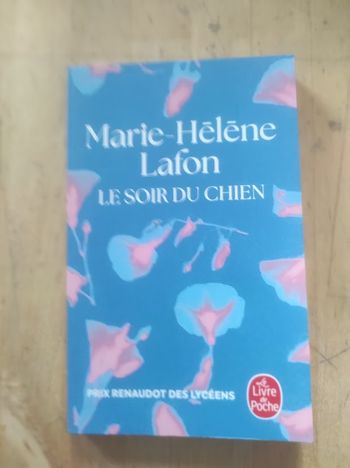 Marie-Hélène
Lafon
LE SOIR DU CHIEN
PRIX RENAUDOT DES LYCÉENS
Le
Livre
de
Poche